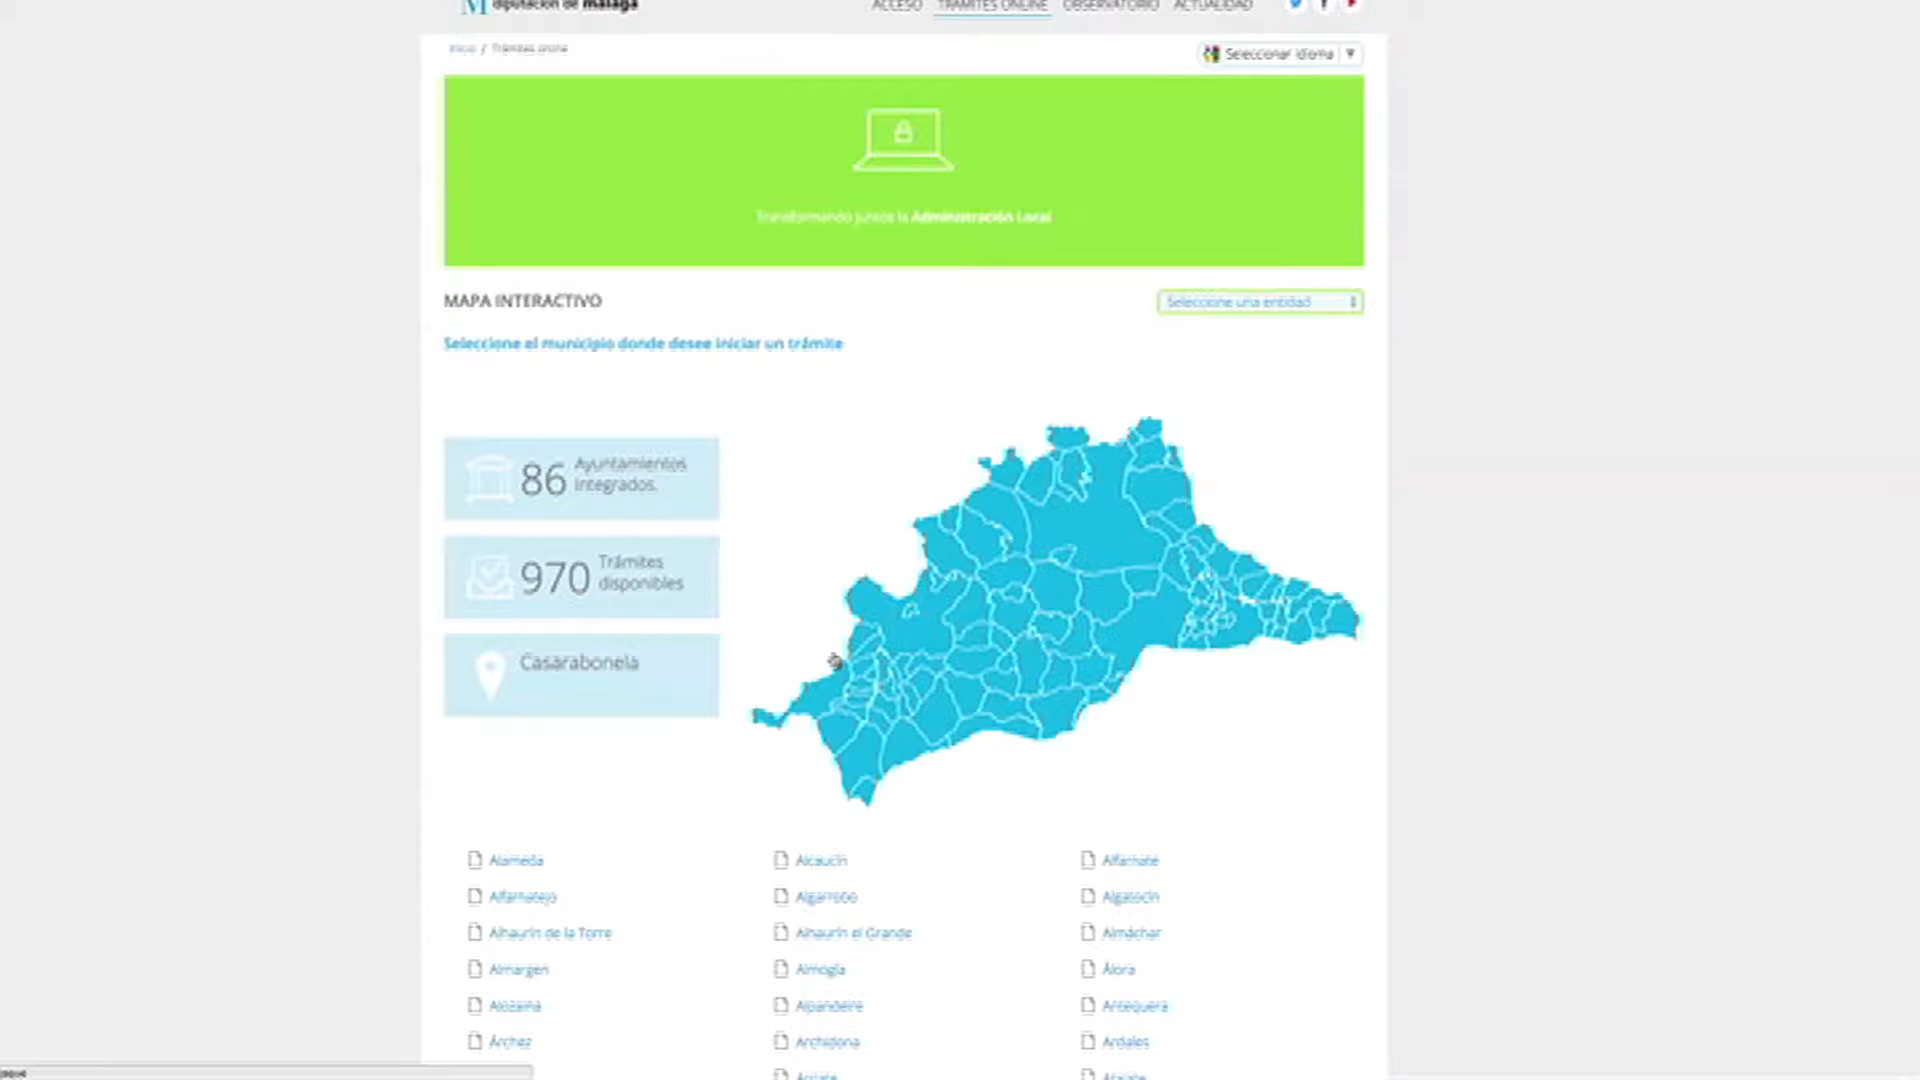 diputación de málaga
ACCESO TRÁMITES ONLINE OBSERVATORIO ACTUALIDAD
Inicio / Trámites online
Seleccionar idioma ▼
Transformando juntos la Administración Local
MAPA INTERACTIVO
Seleccione una entidad
Seleccione el municipio donde desee iniciar un trámite
86 Ayuntamientos integrados.
970 Trámites disponibles
Casarabonela
Alameda Alcaucín Alfarnate
Alfarnatejo Algarrobo Algatocín
Alhaurín de la Torre Alhaurín el Grande Almáchar
Almargen Almogía Álora
Alozaina Alpandeire Antequera
Árchez Archidona Ardales